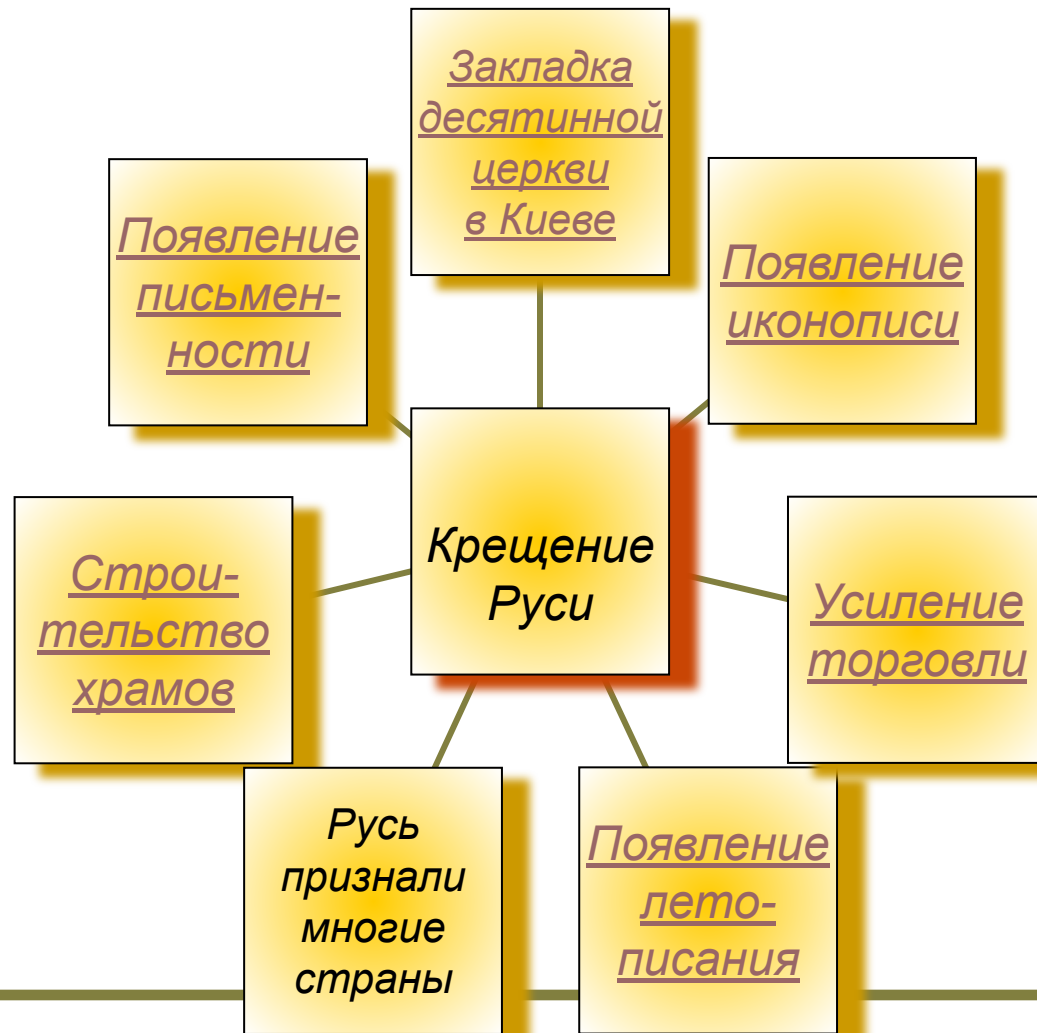 Закладка
десятинной
церкви
в Киеве
Появление
письмен-
ности
Появление
иконописи
Крещение
Руси
Строи-
тельство
храмов
Усиление
торговли
Русь
признали
многие
страны
Появление
лето-
писания